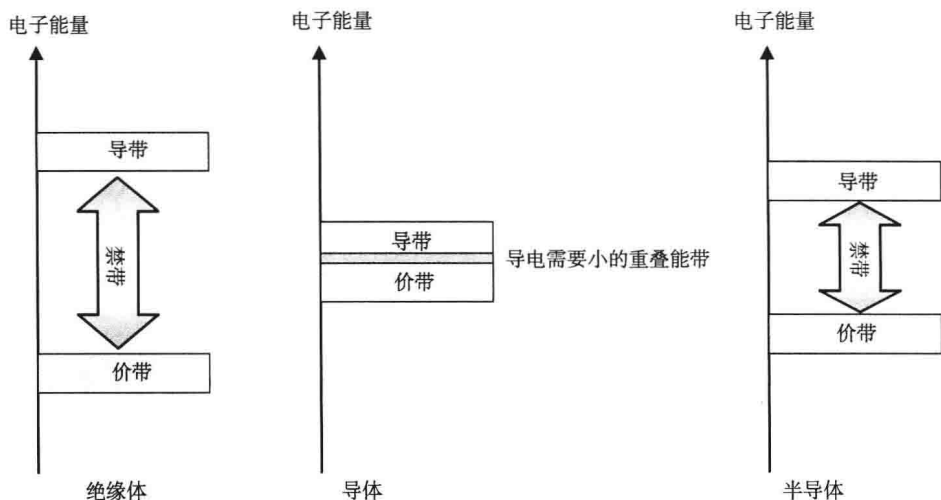 电子能量
导带
禁带
价带
绝缘体
电子能量
导带
价带
导电需要小的重叠能带
导体
电子能量
导带
禁带
价带
半导体